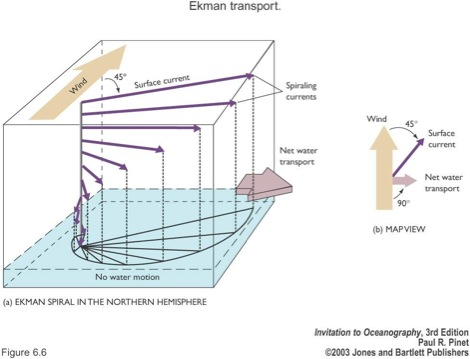 Ekman transport.
Wind
45°
Surface current
Spiraling
currents
Net water
transport
No water motion
(a) EKMAN SPIRAL IN THE NORTHERN HEMISPHERE
Wind
45°
Surface
current
Net water
transport
90°
(b) MAP VIEW
Invitation to Oceanography, 3rd Edition
Paul R. Pinet
Figure 6.6
©2003 Jones and Bartlett Publishers